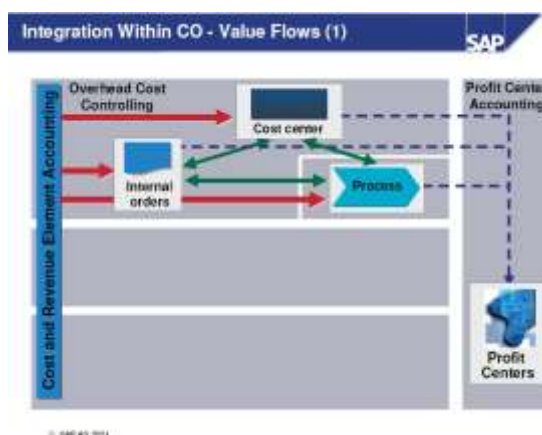 Integration Within CO - Value Flows (1)
SAP
Overhead Cost
Controlling
Profit Cente
Accounting
Cost and Revenue Element Accounting
Cost center
Internal
orders
Process
Profit
Centers